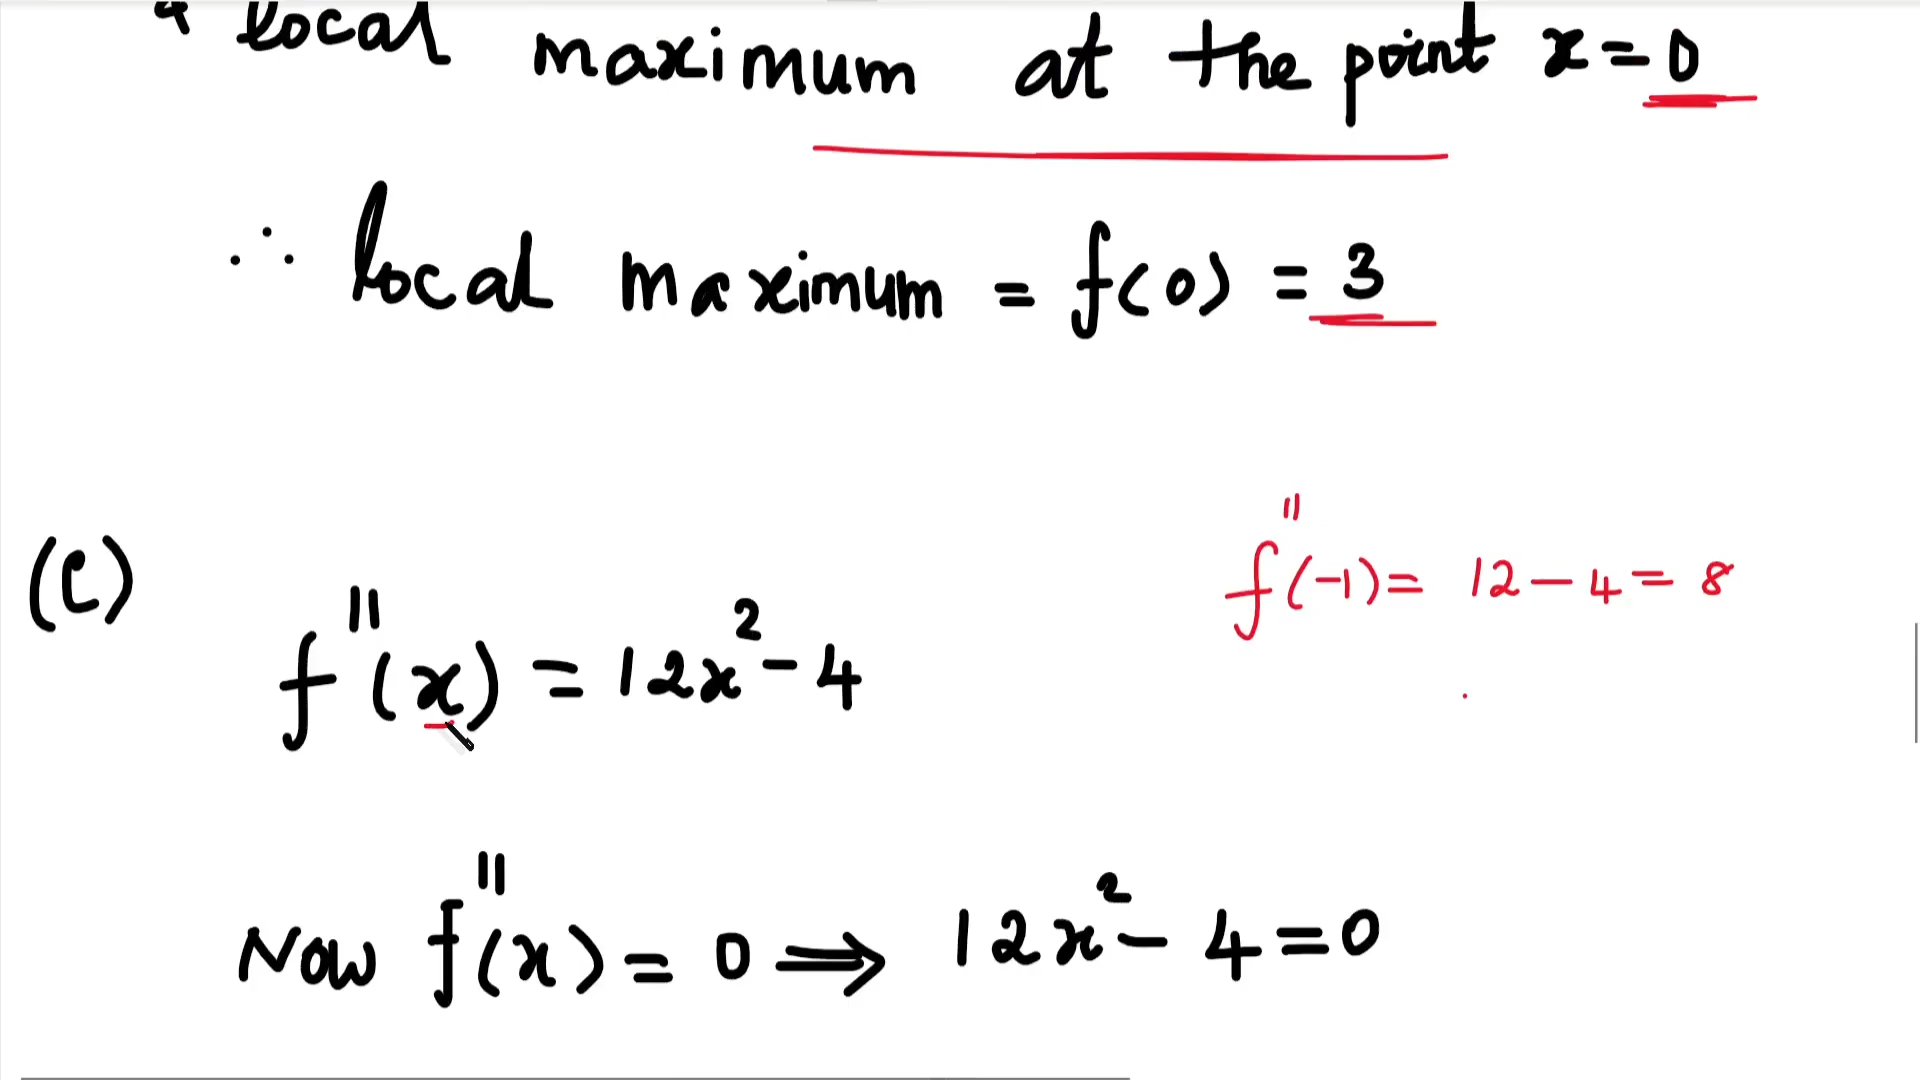 & local maximum at the point x = 0
∴ local maximum = f(0) = 3
f''(-1) = 12 - 4 = 8
(C)
f''(x) = 12x² - 4
Now f''(x) = 0 ⟹ 12x² - 4 = 0